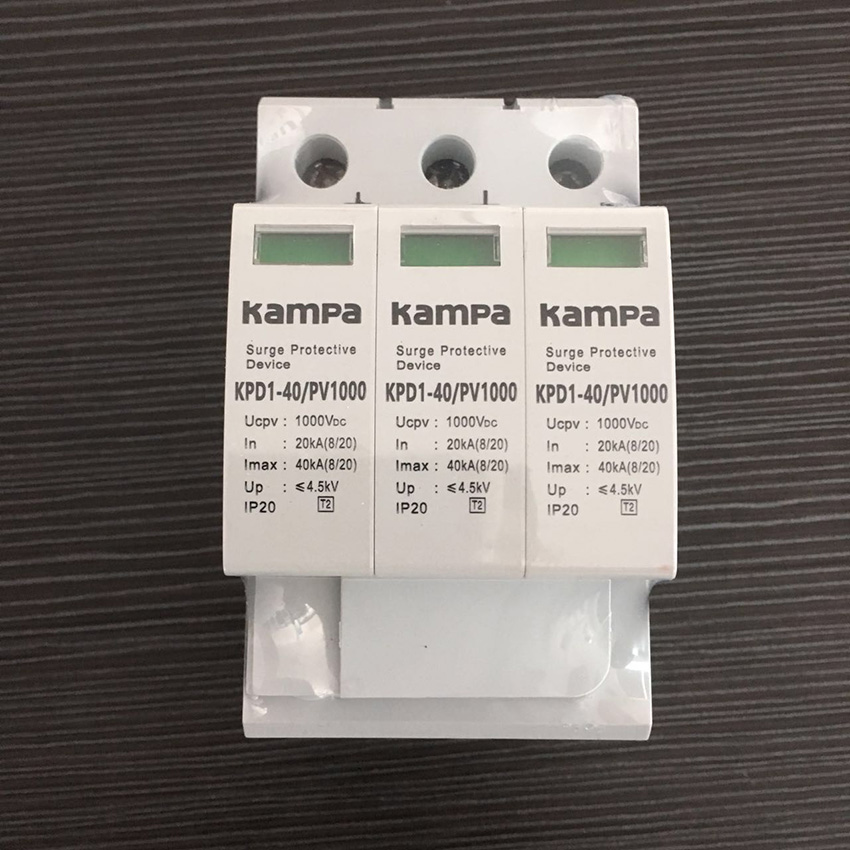 Kampa
Surge Protective
Device
KPD1-40/PV1000
Ucpv : 1000VDC
In : 20kA(8/20)
Imax : 40kA(8/20)
Up : ≤4.5kV
IP20 T2
Kampa
Surge Protective
Device
KPD1-40/PV1000
Ucpv : 1000VDC
In : 20kA(8/20)
Imax : 40kA(8/20)
Up : ≤4.5kV
IP20 T2
Kampa
Surge Protective
Device
KPD1-40/PV1000
Ucpv : 1000VDC
In : 20kA(8/20)
Imax : 40kA(8/20)
Up : ≤4.5kV
IP20 T2